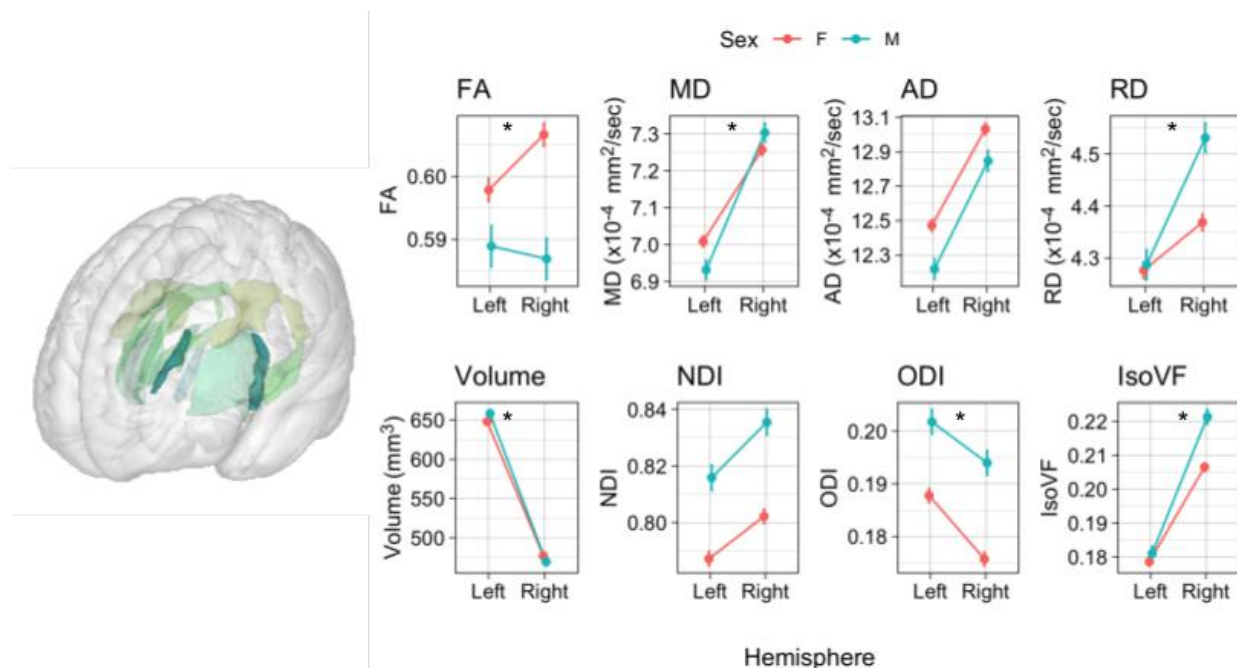 Sex F M
FA MD AD RD
FA
0.60
0.59
Left Right
MD (x10⁻⁴ mm²/sec)
7.3
7.2
7.1
7.0
6.9
Left Right
AD (x10⁻⁴ mm²/sec)
13.1
12.9
12.7
12.5
12.3
Left Right
RD (x10⁻⁴ mm²/sec)
4.5
4.4
4.3
Left Right
*
*
*
Volume NDI ODI IsoVF
Volume (mm³)
650
600
550
500
Left Right
NDI
0.84
0.82
0.80
Left Right
ODI
0.20
0.19
0.18
Left Right
IsoVF
0.22
0.21
0.20
0.19
0.18
Left Right
*
*
*
Hemisphere